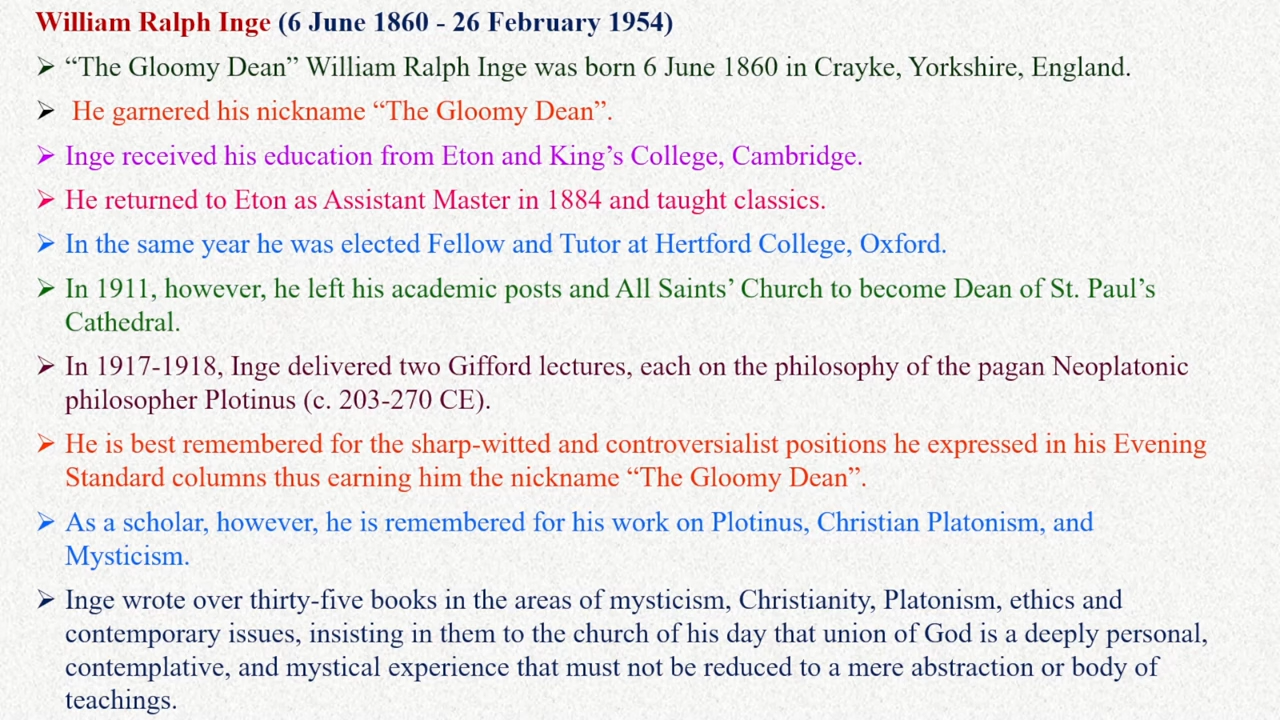 William Ralph Inge (6 June 1860 - 26 February 1954)
➢ “The Gloomy Dean” William Ralph Inge was born 6 June 1860 in Crayke, Yorkshire, England.
➢ He garnered his nickname “The Gloomy Dean”.
➢ Inge received his education from Eton and King’s College, Cambridge.
➢ He returned to Eton as Assistant Master in 1884 and taught classics.
➢ In the same year he was elected Fellow and Tutor at Hertford College, Oxford.
➢ In 1911, however, he left his academic posts and All Saints’ Church to become Dean of St. Paul’s
Cathedral.
➢ In 1917-1918, Inge delivered two Gifford lectures, each on the philosophy of the pagan Neoplatonic
philosopher Plotinus (c. 203-270 CE).
➢ He is best remembered for the sharp-witted and controversialist positions he expressed in his Evening
Standard columns thus earning him the nickname “The Gloomy Dean”.
➢ As a scholar, however, he is remembered for his work on Plotinus, Christian Platonism, and
Mysticism.
➢ Inge wrote over thirty-five books in the areas of mysticism, Christianity, Platonism, ethics and
contemporary issues, insisting in them to the church of his day that union of God is a deeply personal,
contemplative, and mystical experience that must not be reduced to a mere abstraction or body of
teachings.